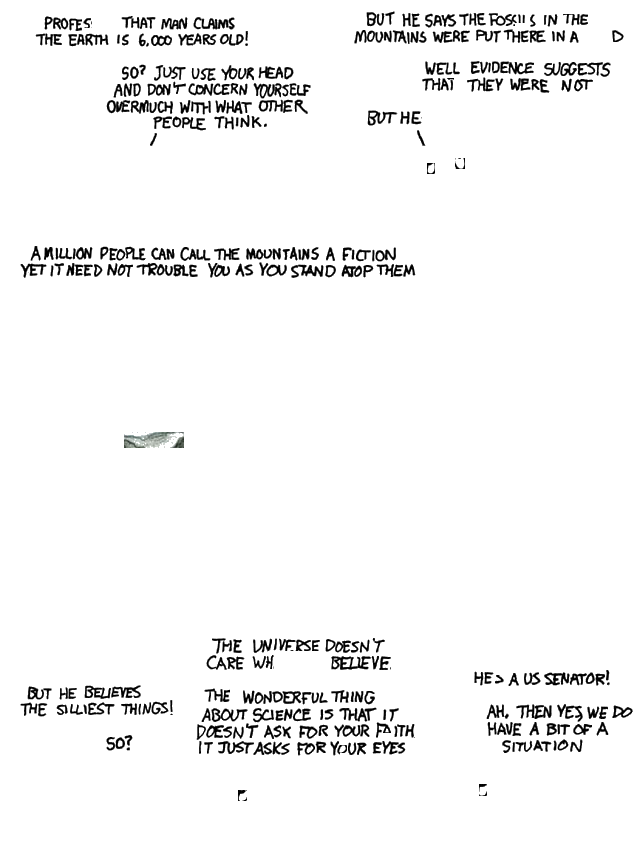 THAT MAN CLAIMS
THE EARTH IS 6,000 YEARS OLD!
SO? JUST USE YOUR HEAD
AND DON'T CONCERN YOURSELF
OVERMUCH WITH WHAT OTHER
PEOPLE THINK.
BUT HE SAYS THE FOSSILS IN THE
MOUNTAINS WERE PUT THERE IN A
WELL EVIDENCE SUGGESTS
THAT THEY WERE NOT
BUT HE
A MILLION PEOPLE CAN CALL THE MOUNTAINS A FICTION
YET IT NEED NOT TROUBLE YOU AS YOU STAND ATOP THEM
BUT HE BELIEVES
THE SILLIEST THINGS!
SO?
THE UNIVERSE DOESN'T
CARE BELIEVE
THE WONDERFUL THING
ABOUT SCIENCE IS THAT IT
DOESN'T ASK FOR YOUR FAITH
IT JUST ASKS FOR YOUR EYES
HE'S A US SENATOR!
AH, THEN YES, WE DO
HAVE A BIT OF A
SITUATION